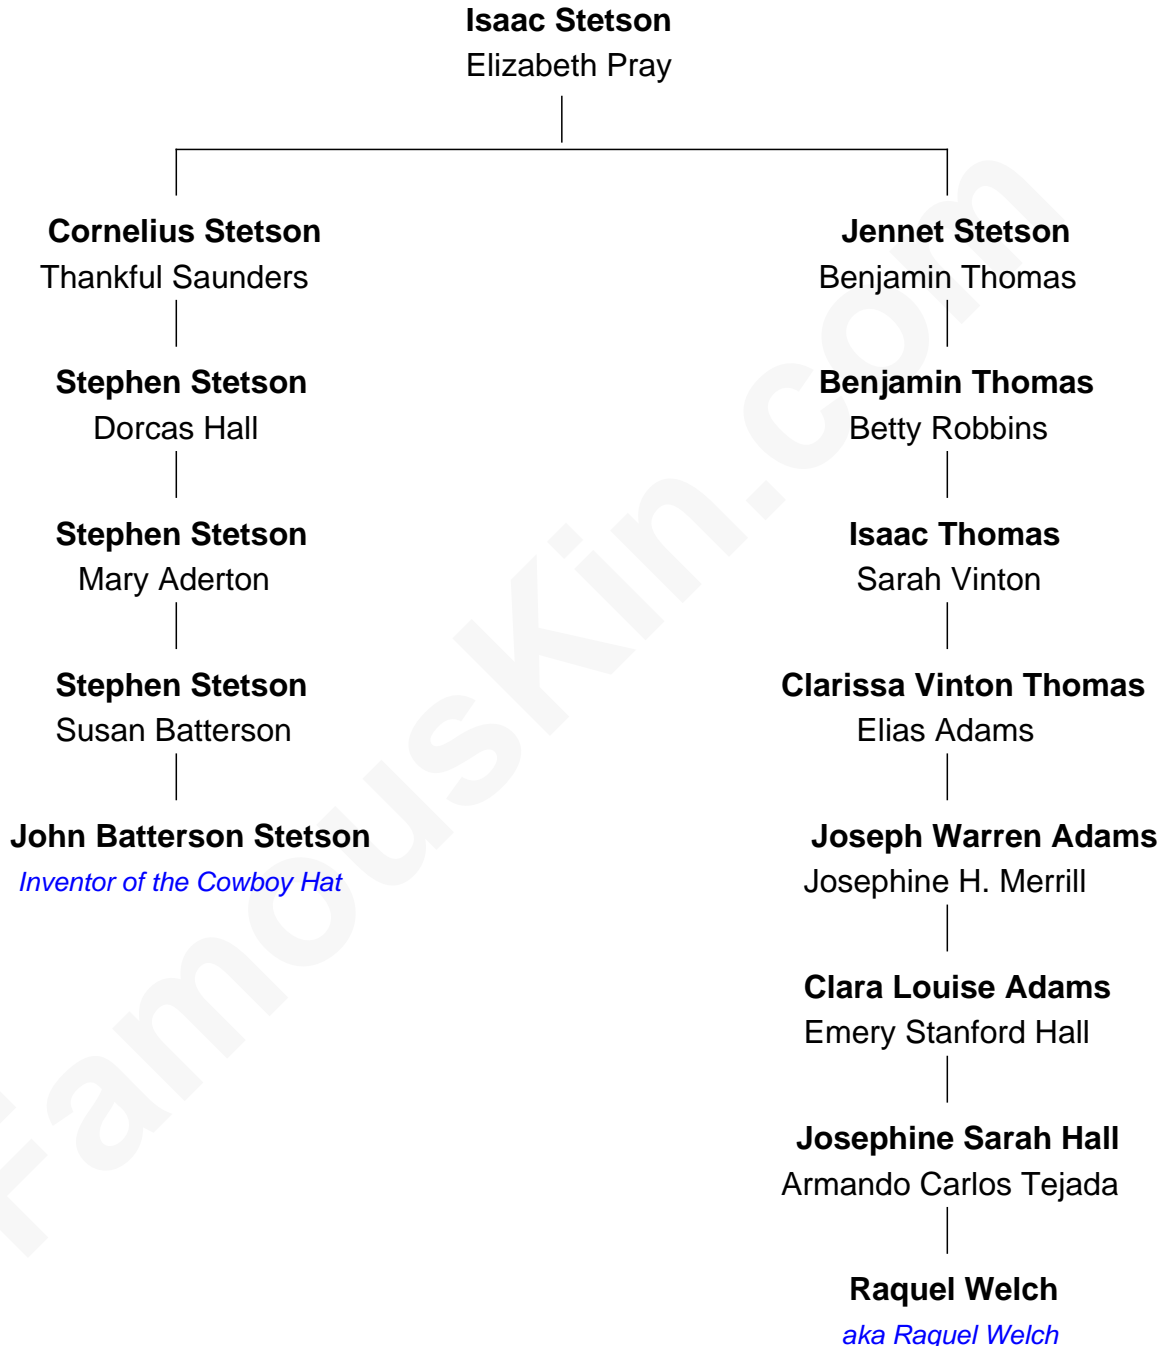 Isaac Stetson
Elizabeth Pray
Cornelius Stetson
Thankful Saunders
Stephen Stetson
Dorcas Hall
Stephen Stetson
Mary Aderton
Stephen Stetson
Susan Batterson
John Batterson Stetson
Inventor of the Cowboy Hat
Jennet Stetson
Benjamin Thomas
Benjamin Thomas
Betty Robbins
Isaac Thomas
Sarah Vinton
Clarissa Vinton Thomas
Elias Adams
Joseph Warren Adams
Josephine H. Merrill
Clara Louise Adams
Emery Stanford Hall
Josephine Sarah Hall
Armando Carlos Tejada
Raquel Welch
aka Raquel Welch
FamousKin.com